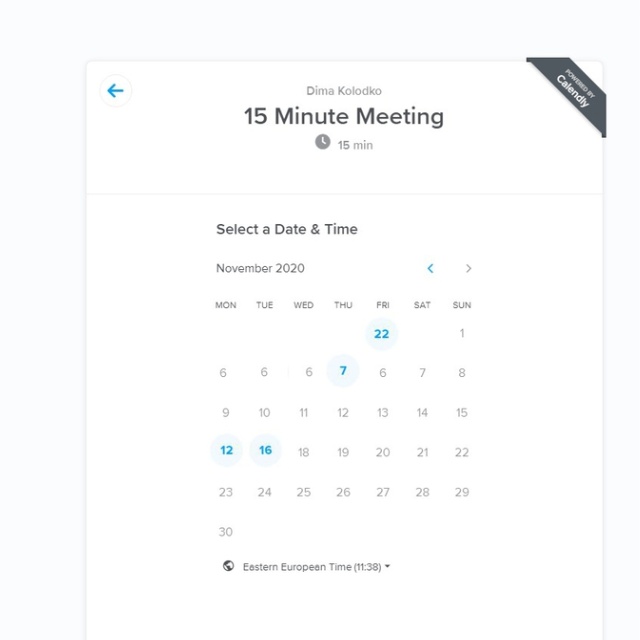 POWERED BY
Calendly
Dima Kolodko
15 Minute Meeting
15 min
Select a Date & Time
November 2020
MON TUE WED THU FRI SAT SUN
22 1
6 6 6 7 6 7 8
9 10 11 12 13 14 15
12 16 18 19 20 21 22
23 24 25 26 27 28 29
30
Eastern European Time (11:38)